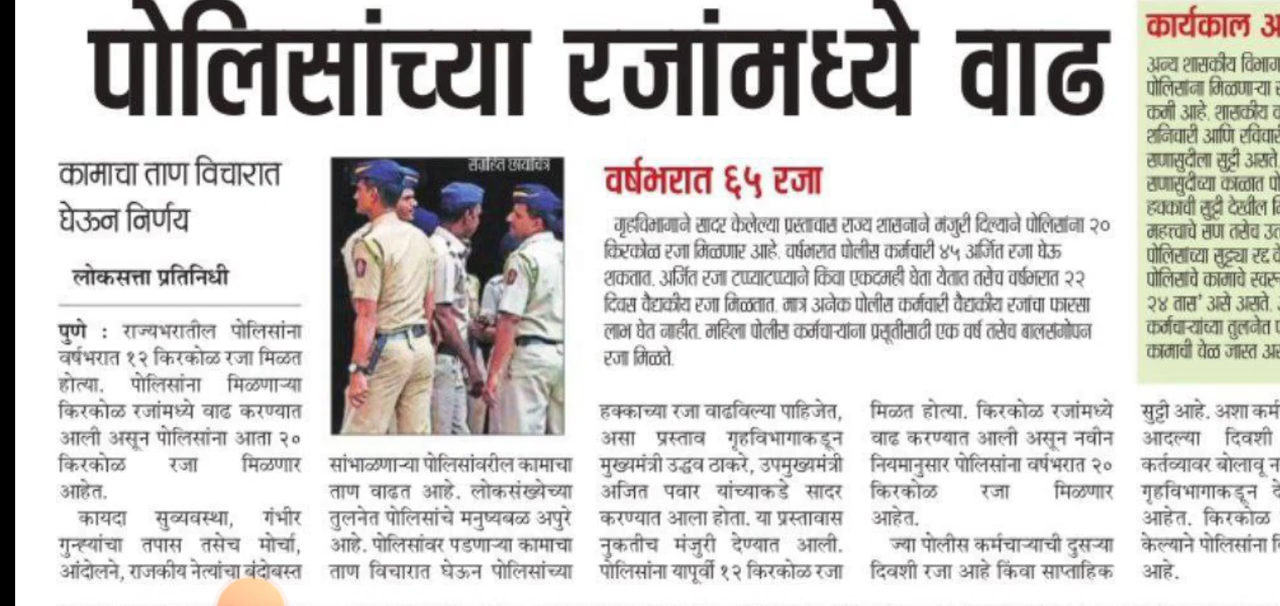 पोलिसांच्या रजांमध्ये वाढ
कामाचा ताण विचारात
घेऊन निर्णय
लोकसत्ता प्रतिनिधी
पुणे : राज्यभरातील पोलिसांना
वर्षभरात १२ किरकोळ रजा मिळत
होत्या. पोलिसांना मिळणाऱ्या
किरकोळ रजांमध्ये वाढ करण्यात
आली असून पोलिसांना आता २०
किरकोळ रजा मिळणार
आहेत.
कायदा सुव्यवस्था, गंभीर
गुन्ह्यांचा तपास तसेच मोर्चा,
आंदोलने, राजकीय नेत्यांचा बंदोबस्त
संग्रहित छायाचित्र
सांभाळणाऱ्या पोलिसांवरील कामाचा
ताण वाढत आहे. लोकसंख्येच्या
तुलनेत पोलिसांचे मनुष्यबळ अपुरे
आहे. पोलिसांवर पडणाऱ्या कामाचा
ताण विचारात घेऊन पोलिसांच्या
वर्षभरात ६५ रजा
गृहविभागाने सादर केलेल्या प्रस्तावास राज्य शासनाने मंजुरी दिल्याने पोलिसांना २०
किरकोळ रजा मिळणार आहे. वर्षभरात पोलीस कर्मचारी ४५ अर्जित रजा घेऊ
शकतात. अर्जित रजा टप्याटप्याने किंवा एकदमही घेता येतात तसेच वर्षभरात २२
दिवस वैद्यकीय रजा मिळतात. मात्र अनेक पोलीस कर्मचारी वैद्यकीय रजांचा फारसा
लाभ घेत नाहीत. महिला पोलीस कर्मचाऱ्यांना प्रसूतीसाठी एक वर्ष तसेच बालसंगोपन
रजा मिळते.
हक्काच्या रजा वाढविल्या पाहिजेत,
असा प्रस्ताव गृहविभागाकडून
मुख्यमंत्री उद्धव ठाकरे, उपमुख्यमंत्री
अजित पवार यांच्याकडे सादर
करण्यात आला होता. या प्रस्तावास
नुकतीच मंजुरी देण्यात आली.
पोलिसांना यापूर्वी १२ किरकोळ रजा
मिळत होत्या. किरकोळ रजांमध्ये
वाढ करण्यात आली असून नवीन
नियमानुसार पोलिसांना वर्षभरात २०
किरकोळ रजा मिळणार
आहेत.
ज्या पोलीस कर्मचाऱ्याची दुसऱ्या
दिवशी रजा आहे किंवा साप्ताहिक
कार्यकाल
अन्य शासकीय विभाग
पोलिसांना मिळणाऱ्या
कमी आहे. शासकीय
शनिवारी आणि रविवार
सणासुदीला सुट्टी असते.
सणासुदीच्या काळात
हक्काची सुट्टी देखील
महत्त्वाचे सण तसेच
पोलिसांच्या सुट्ट्या रद्द
पोलिसांचे कामाचे
२४ तास' असे असते.
कर्मचाऱ्यांच्या तुलनेत
कामाची वेळ जास्त
सुट्टी आहे. अशा
आदल्या दिवशी
कर्तव्यावर बोलावू
गृहविभागाकडून
आहेत. किरकोळ
केल्याने पोलिसांना
आहे.